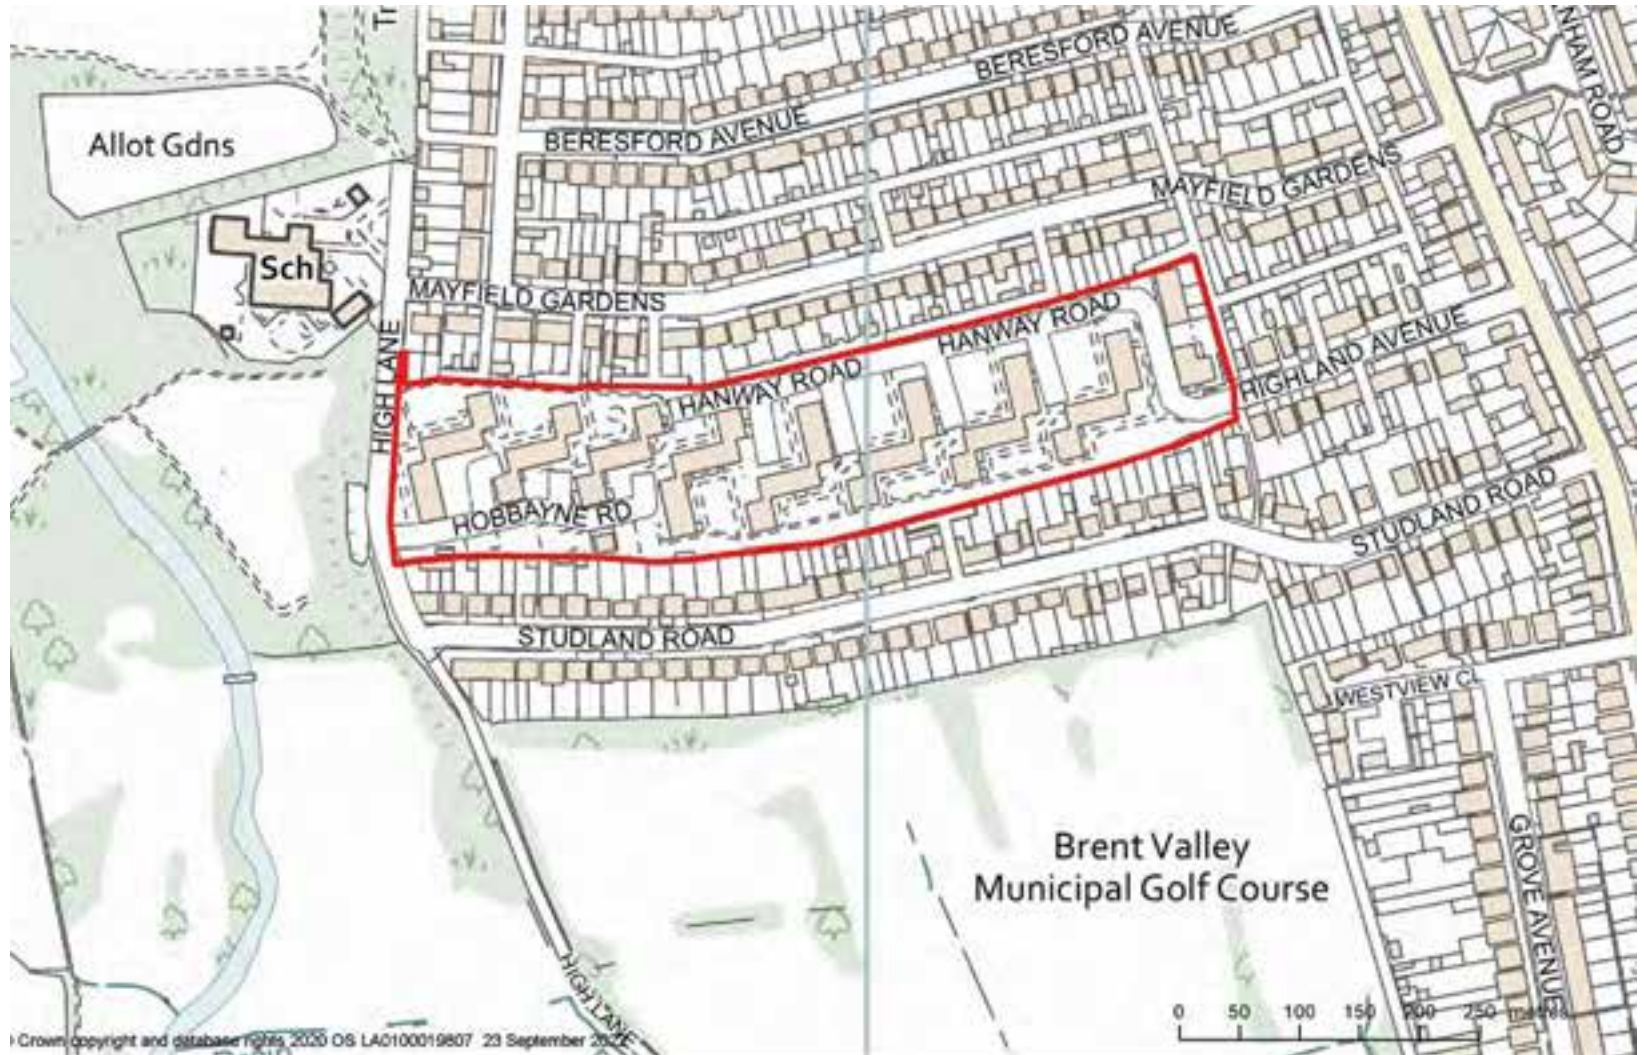 Tr
BERESFORD AVENUE
BERESFORD AVENUE
Allot Gdns
MAYFIELD GARDENS
Sch
MAYFIELD GARDENS
HIGH LANE
HANWAY ROAD
HIGHLAND AVENUE
HANWAY ROAD
HOBBAYNE RD
STUDLAND ROAD
STUDLAND ROAD
WESTVIEW CL
Brent Valley
Municipal Golf Course
GROVE AVENUE
HIGH LANE
0 50 100 150 200 250 metres
Crown copyright and database rights 2020 OS LA0100019807 23 September